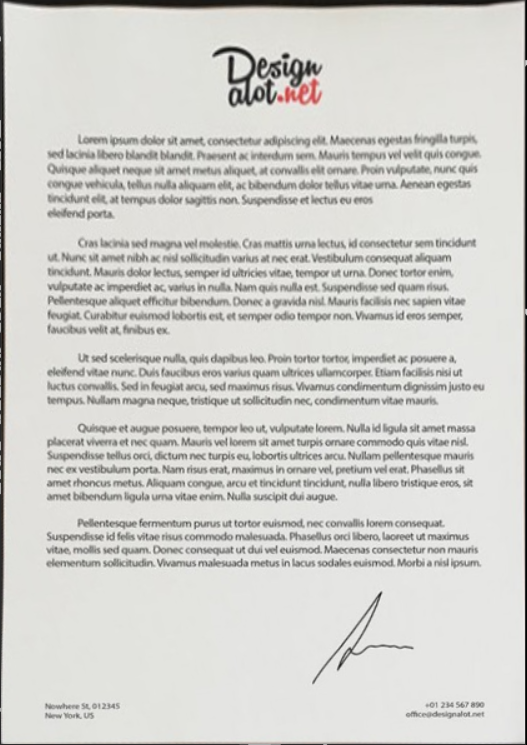 Design
alot.net
Lorem ipsum dolor sit amet, consectetur adipiscing elit. Maecenas egestas fringilla turpis,
sed lacinia libero blandit blandit. Praesent ac interdum sem. Mauris tempus vel velit quis congue.
Quisque aliquet neque sit amet metus aliquet, at convallis elit ornare. Proin vulputate, nunc quis
congue vehicula, tellus nulla aliquam elit, ac bibendum dolor tellus vitae urna. Aenean egestas
tincidunt elit, at tempus dolor sagittis non. Suspendisse et lectus eu eros
eleifend porta.
Cras lacinia sed magna vel molestie. Cras mattis urna lectus, id consectetur sem tincidunt
ut. Nunc sit amet nibh ac nisl sollicitudin varius at nec erat. Vestibulum consequat aliquam
tincidunt. Mauris dolor lectus, semper id ultricies vitae, tempor ut urna. Donec tortor enim,
vulputate ac imperdiet ac, varius in nulla. Nam quis nulla est. Suspendisse sed quam risus.
Pellentesque aliquet efficitur bibendum. Donec a gravida nisl. Mauris facilisis nec sapien vitae
feugiat. Curabitur euismod lobortis est, et semper odio tempor non. Vivamus id eros semper,
faucibus velit at, finibus ex.
Ut sed scelerisque nulla, quis dapibus leo. Proin tortor tortor, imperdiet ac posuere a,
eleifend vitae nunc. Duis faucibus eros varius quam ultrices ullamcorper. Etiam facilisis nisi ut
luctus convallis. Sed in feugiat arcu, sed maximus risus. Vivamus condimentum dignissim justo eu
tempus. Nullam magna neque, tristique ut sollicitudin nec, condimentum vitae mauris.
Quisque et augue posuere, tempor leo ut, vulputate lorem. Nulla id ligula sit amet massa
placerat viverra et nec quam. Mauris vel lorem sit amet turpis ornare commodo quis vitae nisl.
Suspendisse tellus orci, dictum nec turpis eu, lobortis ultrices arcu. Nullam pellentesque mauris
nec ex vestibulum porta. Nam risus erat, maximus in ornare vel, pretium vel erat. Phasellus sit
amet rhoncus metus. Aliquam congue, arcu et tincidunt tincidunt, nulla libero tristique eros, sit
amet bibendum ligula urna vitae enim. Nulla suscipit dui augue.
Pellentesque fermentum purus ut tortor euismod, nec convallis lorem consequat.
Suspendisse id felis vitae risus commodo malesuada. Phasellus orci libero, laoreet ut maximus
vitae, mollis sed quam. Donec consequat ut dui vel euismod. Maecenas consectetur non mauris
elementum sollicitudin. Vivamus malesuada metus in lacus sodales euismod. Morbi a nisl ipsum.
Nowhere St, 012345
New York, US
+01 234 567 890
office@designalot.net